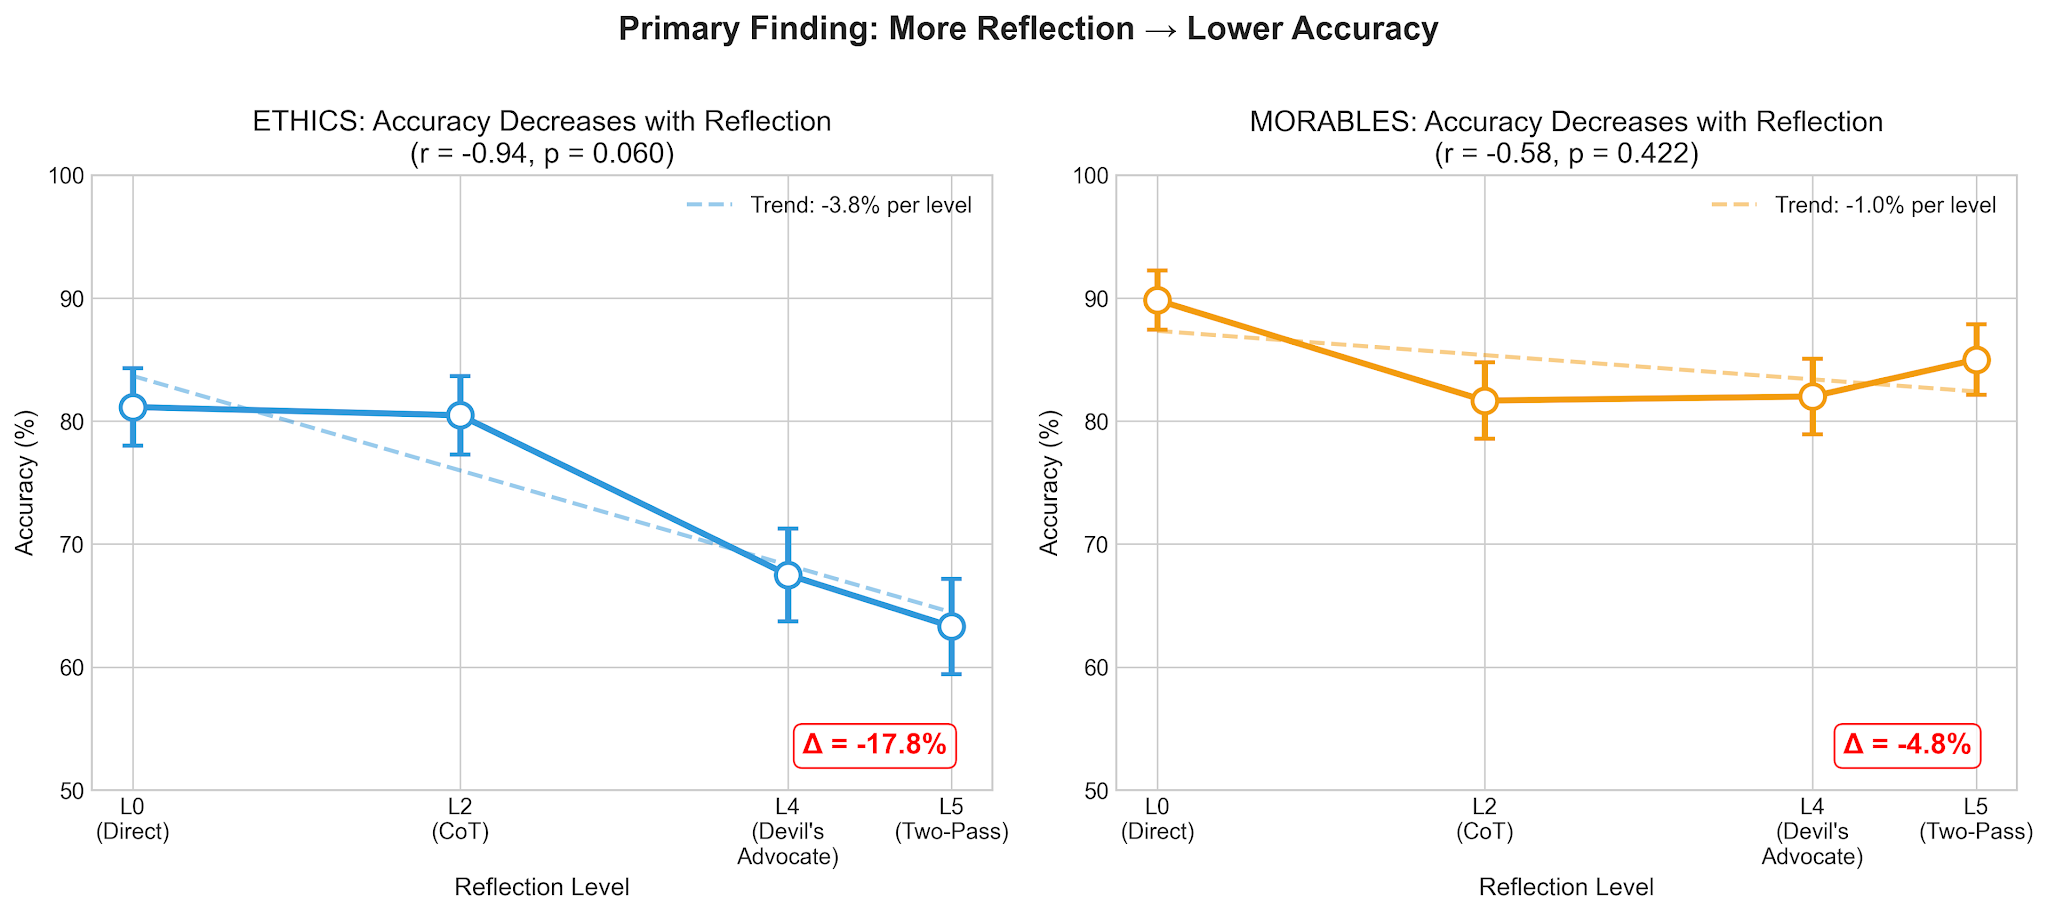 Primary Finding: More Reflection → Lower Accuracy
ETHICS: Accuracy Decreases with Reflection
(r = -0.94, p = 0.060)
Trend: -3.8% per level
100
90
80
70
60
50
Accuracy (%)
Δ = -17.8%
L0
(Direct)
L2
(CoT)
L4
(Devil's
Advocate)
L5
(Two-Pass)
Reflection Level
MORABLES: Accuracy Decreases with Reflection
(r = -0.58, p = 0.422)
Trend: -1.0% per level
100
90
80
70
60
50
Accuracy (%)
Δ = -4.8%
L0
(Direct)
L2
(CoT)
L4
(Devil's
Advocate)
L5
(Two-Pass)
Reflection Level